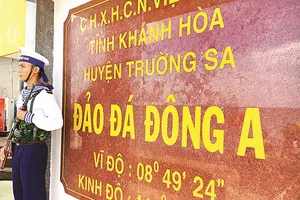 C.H.X.H.C.N.VIỆ
TỈNH KHÁNH HÒA
HUYỆN TRƯỜNG SA
ĐẢO ĐÁ ĐÔNG A
VĨ ĐỘ : 08° 49' 24"
KINH ĐỘ :